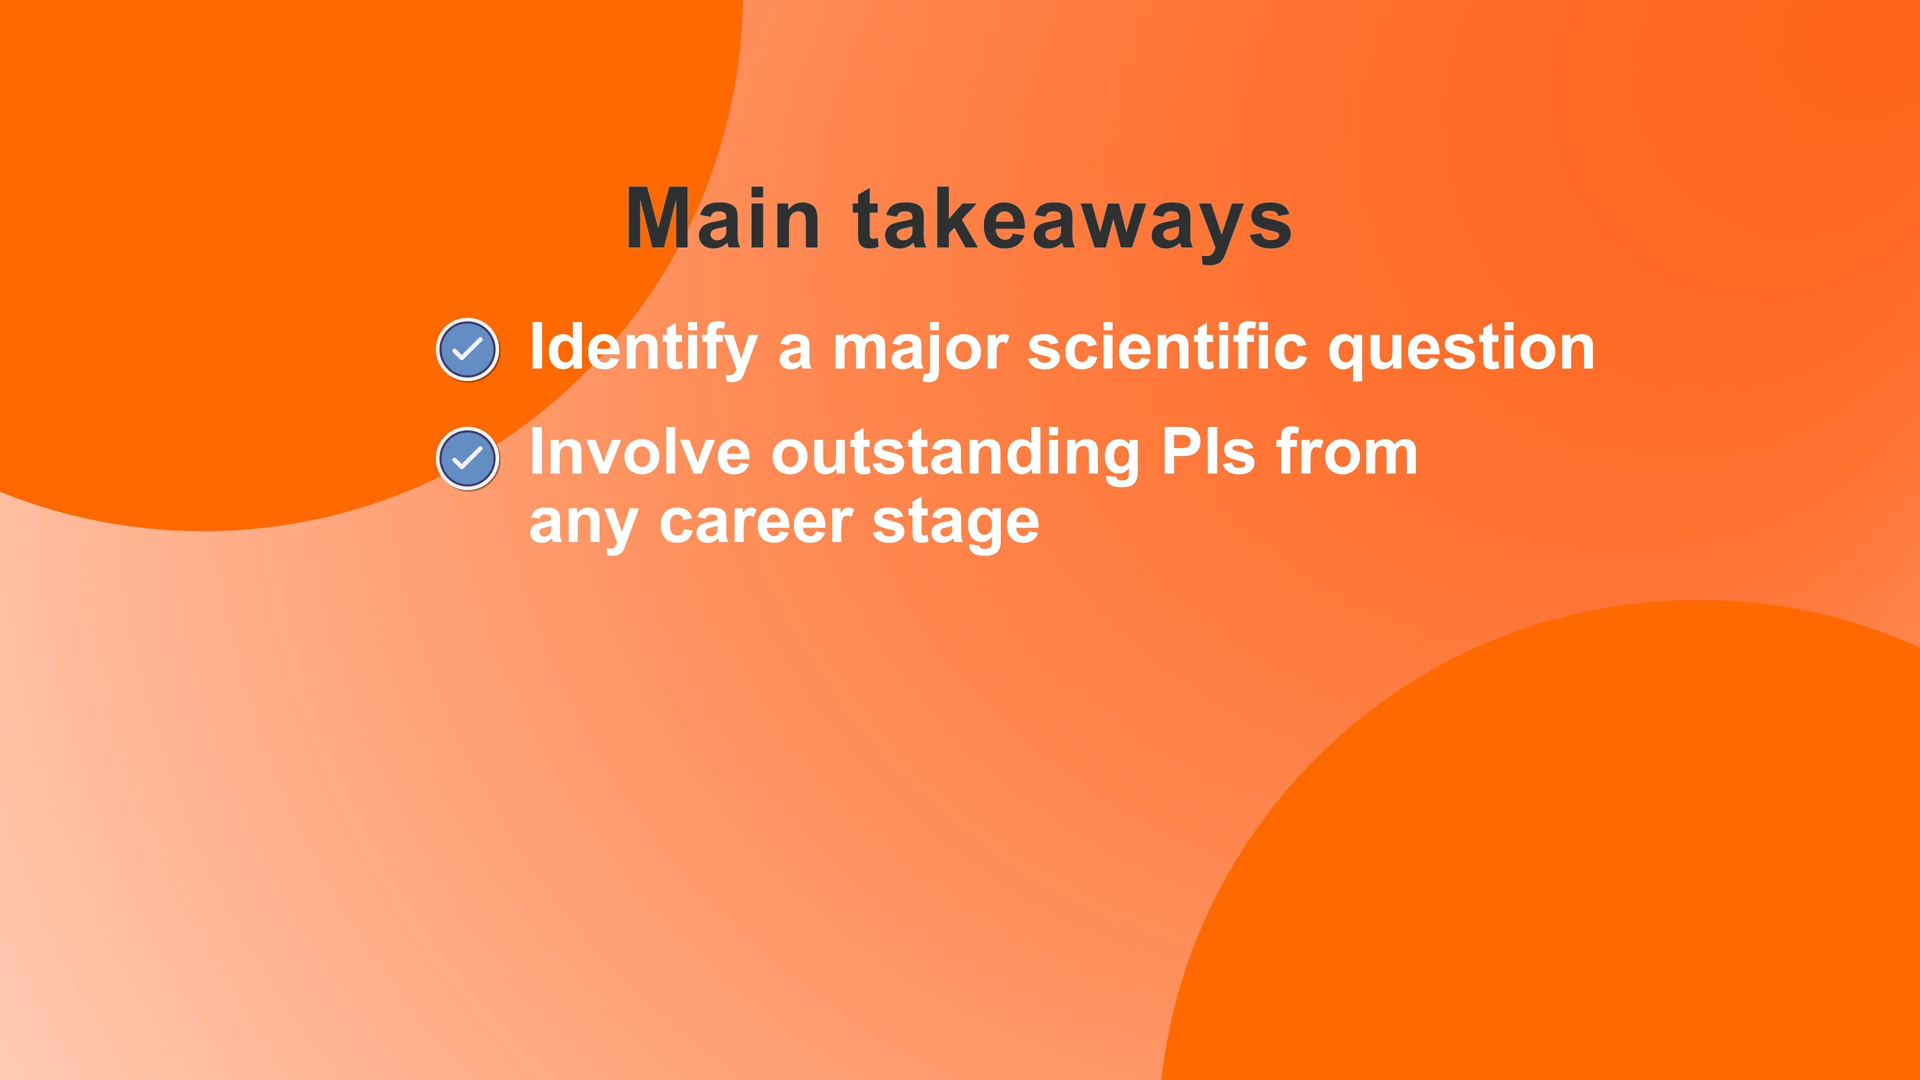 Main takeaways
Identify a major scientific question
Involve outstanding PIs from
any career stage